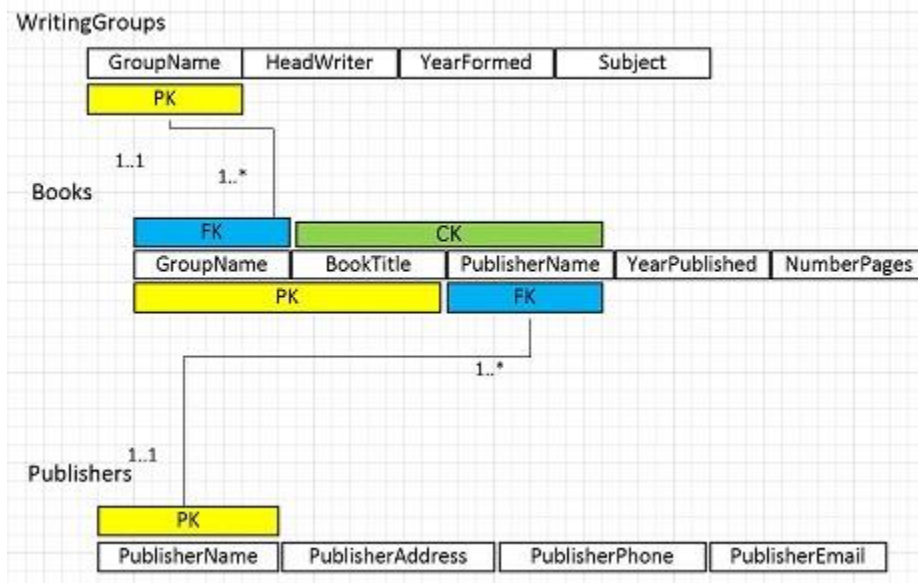 WritingGroups
GroupName HeadWriter YearFormed Subject
PK
1..1
1..*
Books
FK CK
GroupName BookTitle PublisherName YearPublished NumberPages
PK FK
1..*
1..1
Publishers
PK
PublisherName PublisherAddress PublisherPhone PublisherEmail